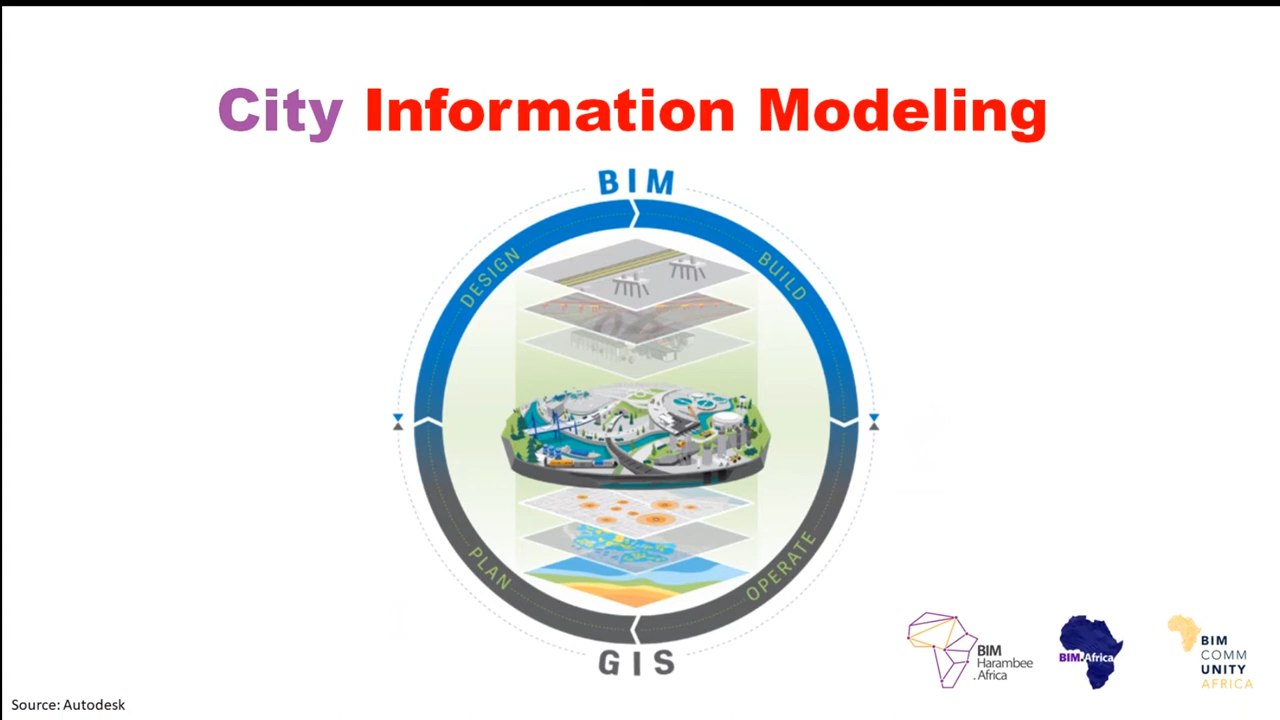 City Information Modeling
BIM
DESIGN
BUILD
PLAN
OPERATE
GIS
BIM
Harambee
.Africa
BIM.Africa
BIM
COMM
UNITY
AFRICA
Source: Autodesk